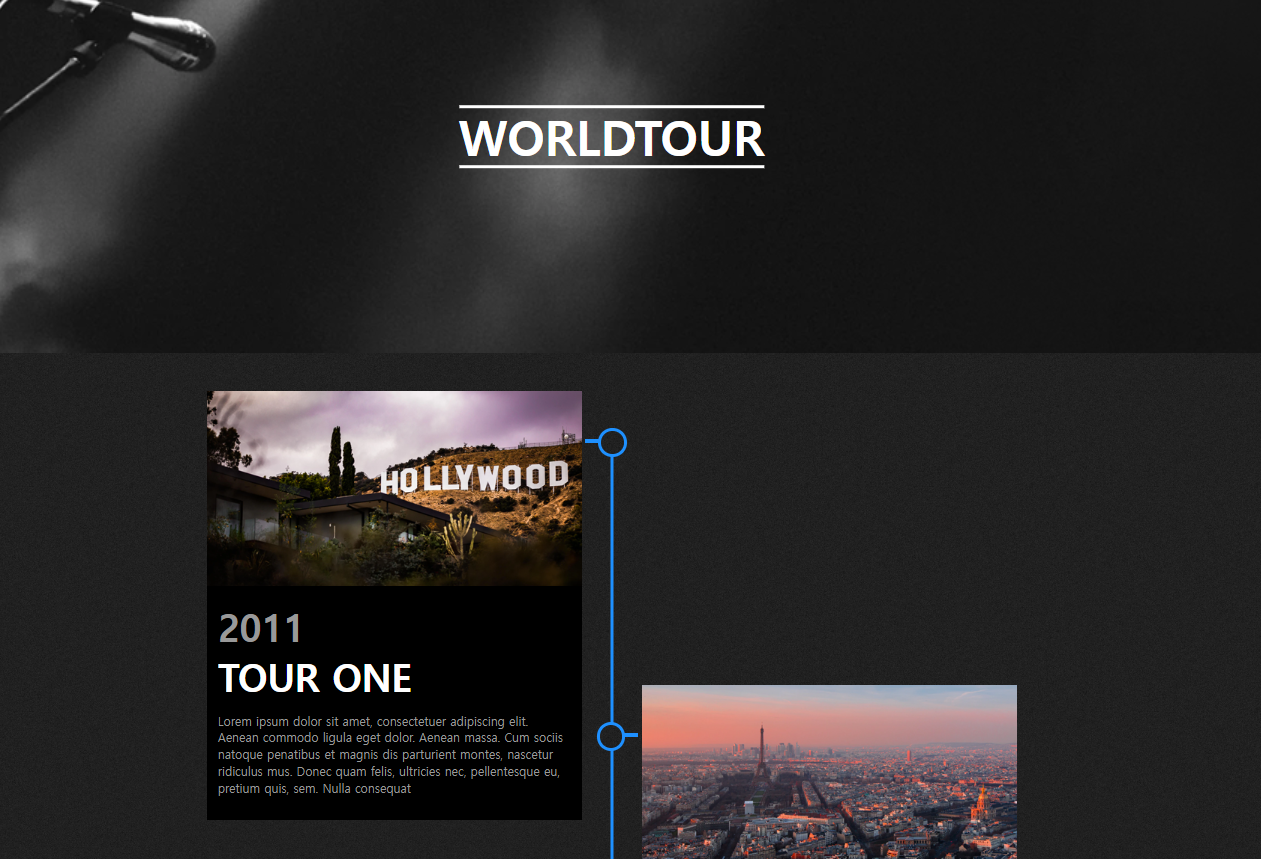 WORLDTOUR
HOLLYWOOD
2011
TOUR ONE
Lorem ipsum dolor sit amet, consectetuer adipiscing elit.
Aenean commodo ligula eget dolor. Aenean massa. Cum sociis
natoque penatibus et magnis dis parturient montes, nascetur
ridiculus mus. Donec quam felis, ultricies nec, pellentesque eu,
pretium quis, sem. Nulla consequat